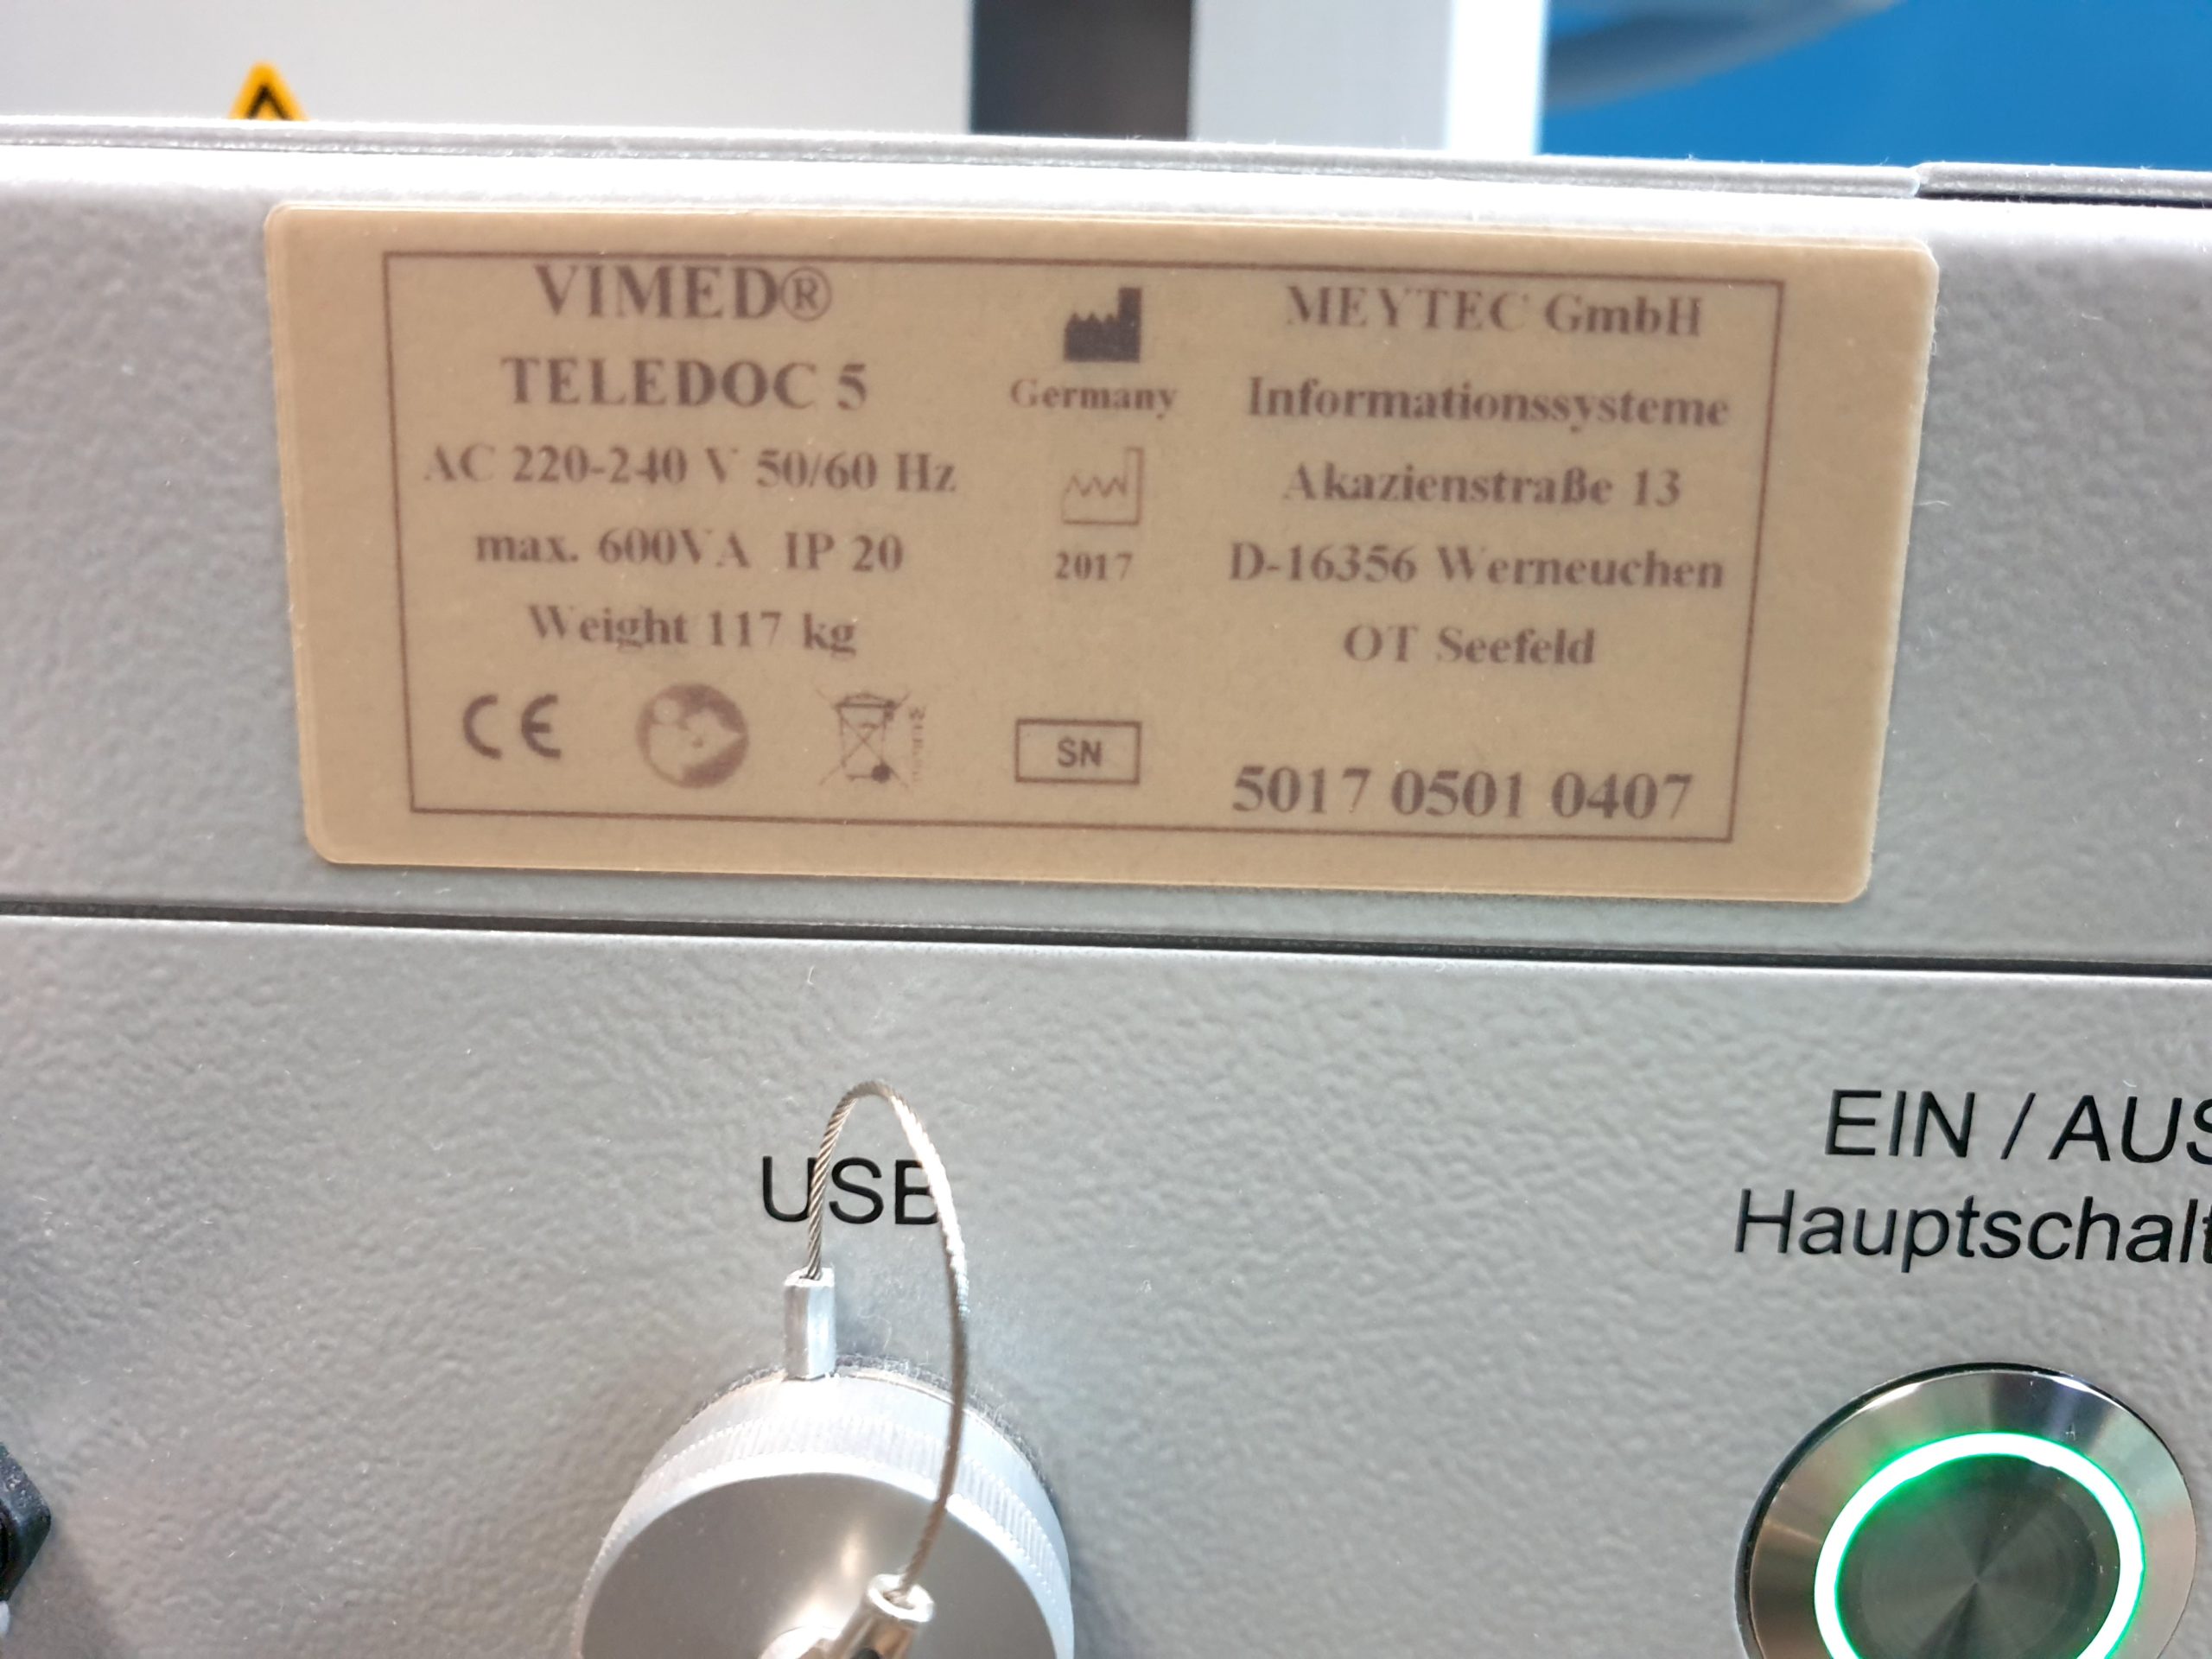 VIMED®
TELEDOC 5
AC 220-240 V 50/60 Hz
max. 600VA IP 20
Weight 117 kg
CE
Germany
2017
SN
MEYTEC GmbH
Informationssysteme
Akazienstraße 13
D-16356 Werneuchen
OT Seefeld
5017 0501 0407
USB
EIN / AUS
Hauptschalt